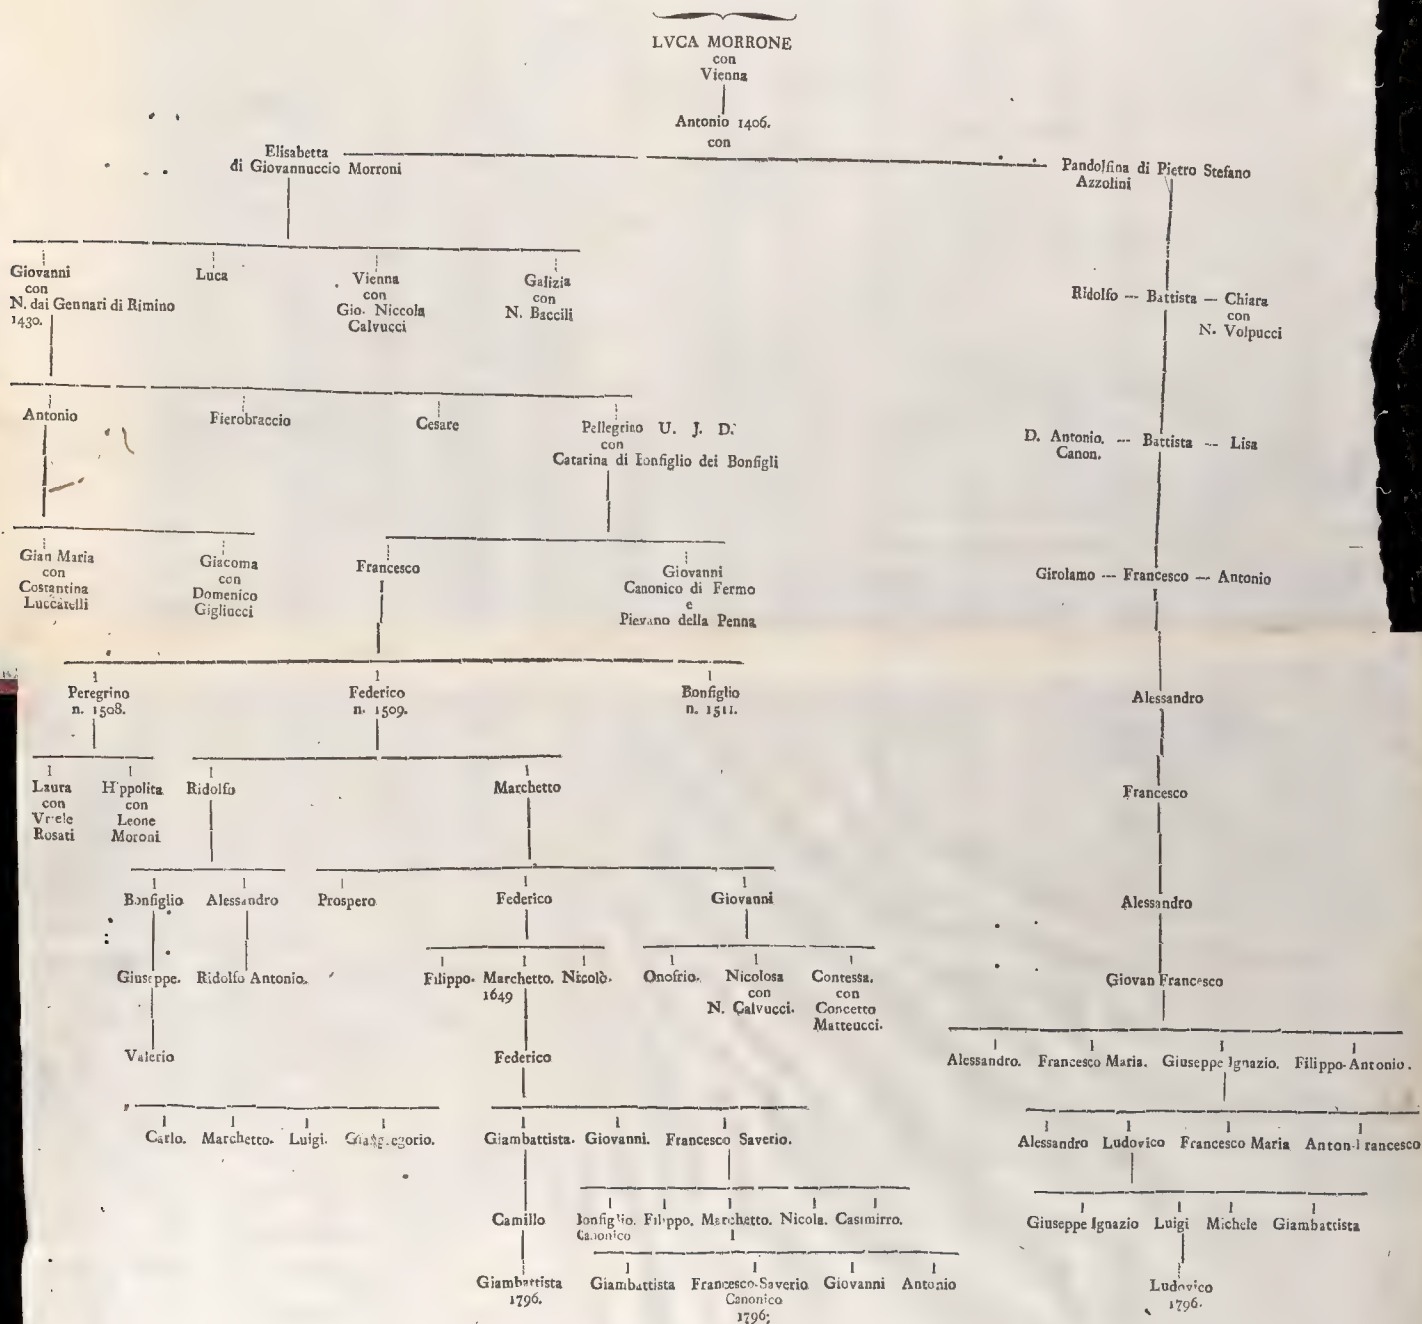 LVCA MORRONE
con
Vienna
Antonio 1406.
con
Elisabetta
di Giovannuccio Morroni
Pandolfina di Pietro Stefano
Azzolini
Giovanni
con
N. dai Gennari di Rimino
1430.
Luca
Vienna
con
Gio. Niccola
Calvucci
Galizia
con
N. Baccili
Ridolfo --- Battista --- Chiara
con
N. Volpucci
Antonio
Fierobraccio
Cesare
Pellegrino U. J. D.
con
Catarina di Bonfiglio dei Bonfigli
D. Antonio. --- Battista --- Lisa
Canon.
Gian Maria
con
Costantina
Luccatelli
Giacoma
con
Domenico
Gigliucci
Francesco
Giovanni
Canonico di Fermo
e
Pievano della Penna
Girolamo --- Francesco --- Antonio
Peregrino
n. 1508.
Federico
n. 1509.
Bonfiglio
n. 1511.
Alessandro
Laura
con
Rosati
Hippolita
con
Leone
Moroni
Ridolfo
Marchetto
Francesco
Bonfiglio
Alessandro
Prospero
Federico
Giovanni
Alessandro
Giuseppe.
Ridolfo Antonio.
Filippo. Marchetto. Nicolò.
1649
Onofrio.
Nicolosa
con
N. Calvucci.
Contessa.
con
Concetto
Matteucci.
Giovan Francesco
Valerio
Federico
Alessandro. Francesco Maria. Giuseppe Ignazio. Filippo-Antonio.
Carlo. Marchetto. Luigi. Giangregorio.
Giambattista. Giovanni. Francesco Saverio.
Alessandro Ludovico Francesco Maria Anton-Francesco
Camillo
Bonfiglio. Filippo. Marchetto. Nicola. Casimirro.
Canonico
Giuseppe Ignazio Luigi Michele Giambattista
Giambattista
1796.
Giambattista Francesco-Saverio Giovanni Antonio
Canonico
1796.
Ludovico
1796.